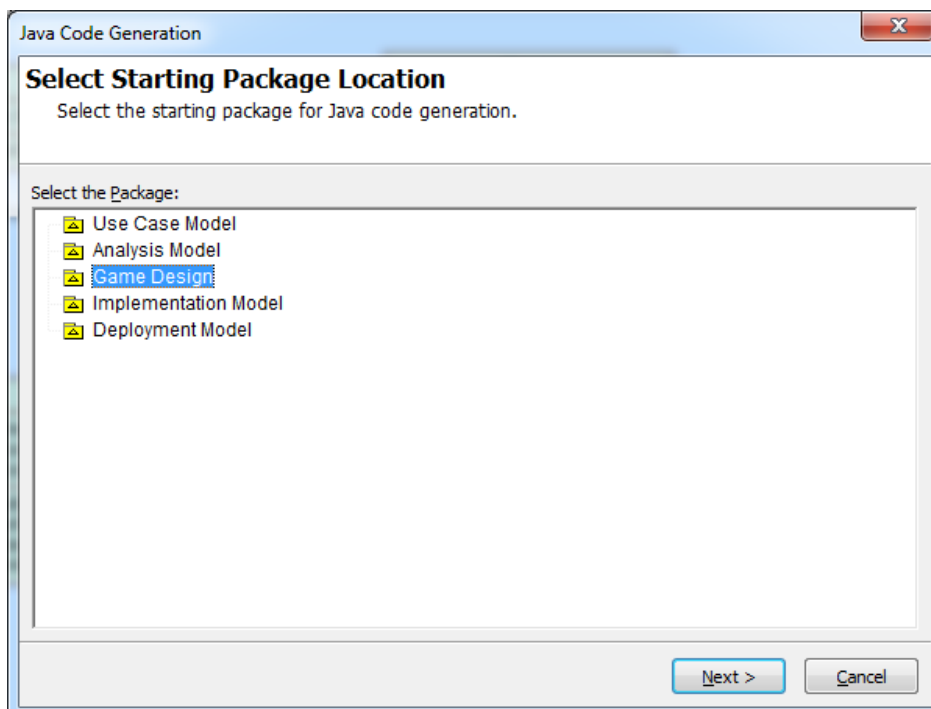 Java Code Generation
Select Starting Package Location
Select the starting package for Java code generation.
Select the Package:
Use Case Model
Analysis Model
Game Design
Implementation Model
Deployment Model
Next > Cancel